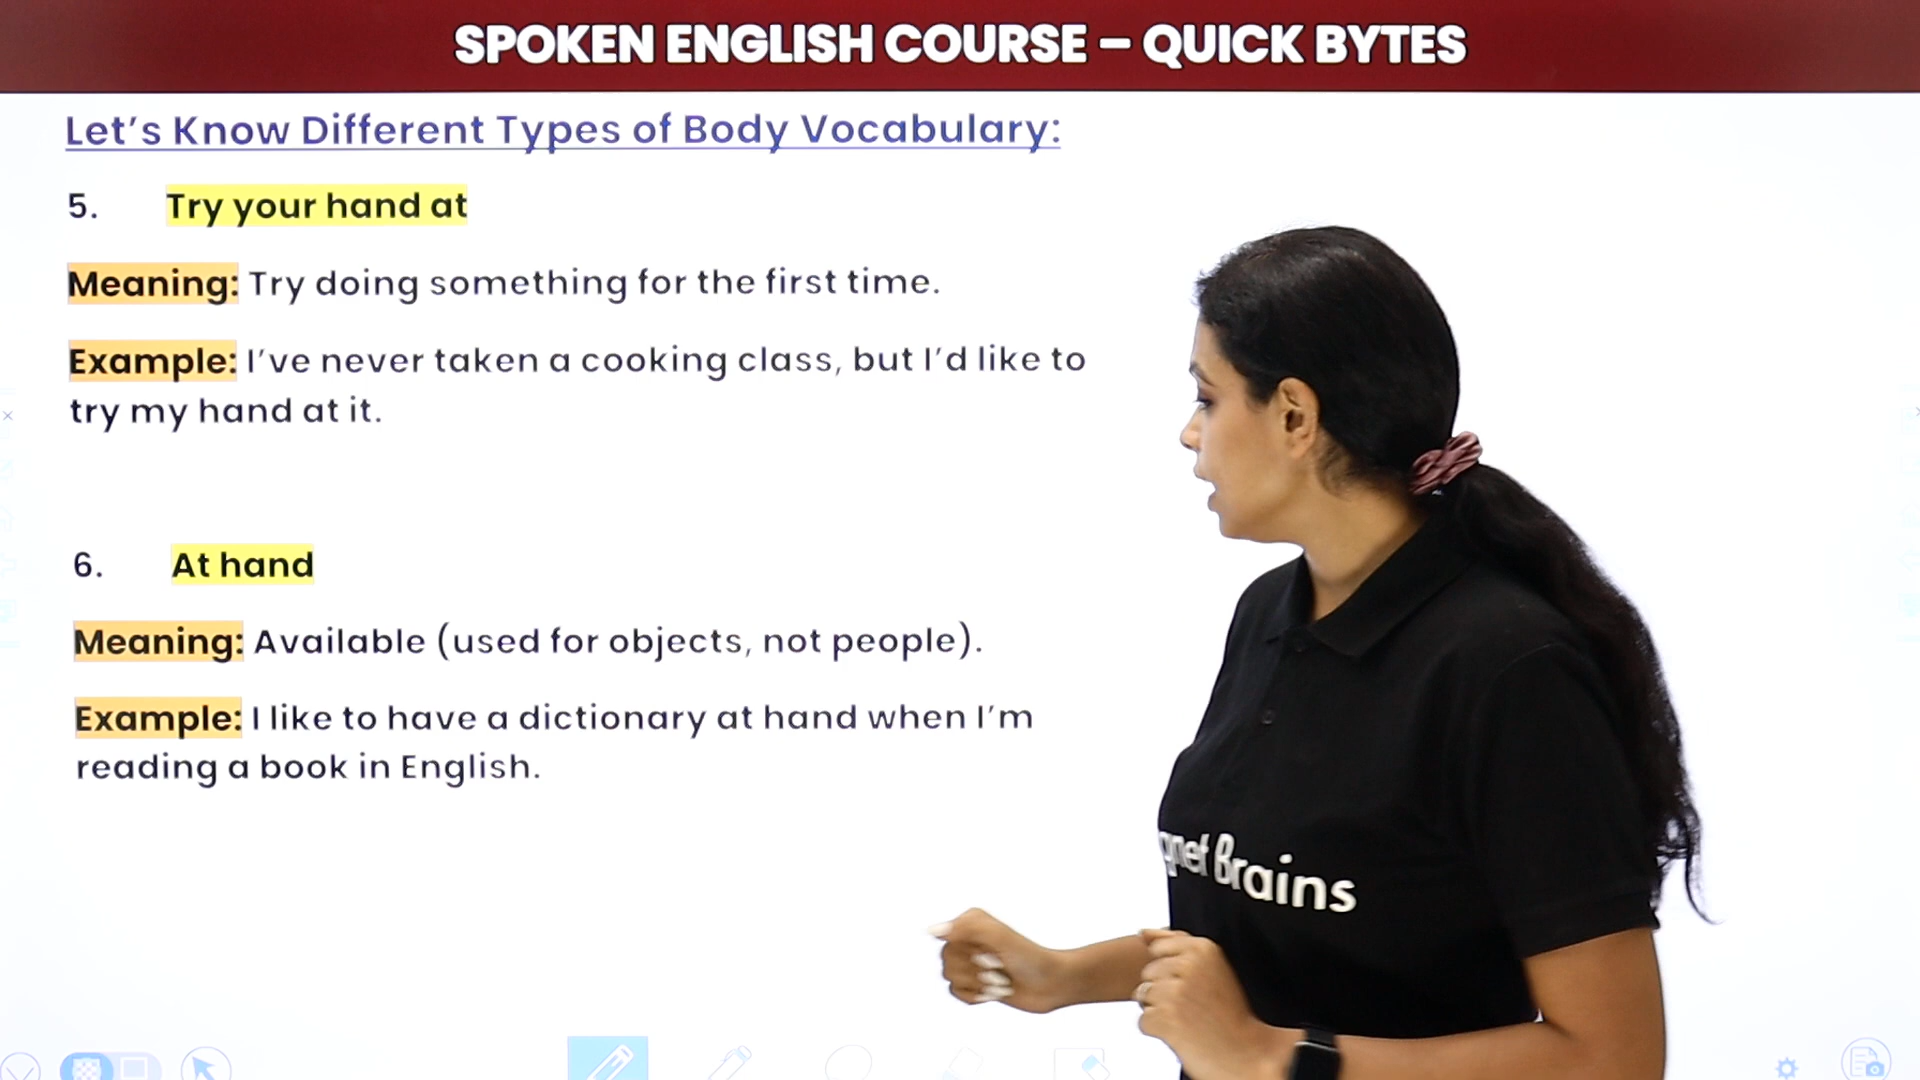 SPOKEN ENGLISH COURSE – QUICK BYTES
Let's Know Different Types of Body Vocabulary:
5. Try your hand at
Meaning: Try doing something for the first time.
Example: I've never taken a cooking class, but I'd like to
try my hand at it.
6. At hand
Meaning: Available (used for objects, not people).
Example: I like to have a dictionary at hand when I'm
reading a book in English.
Brains